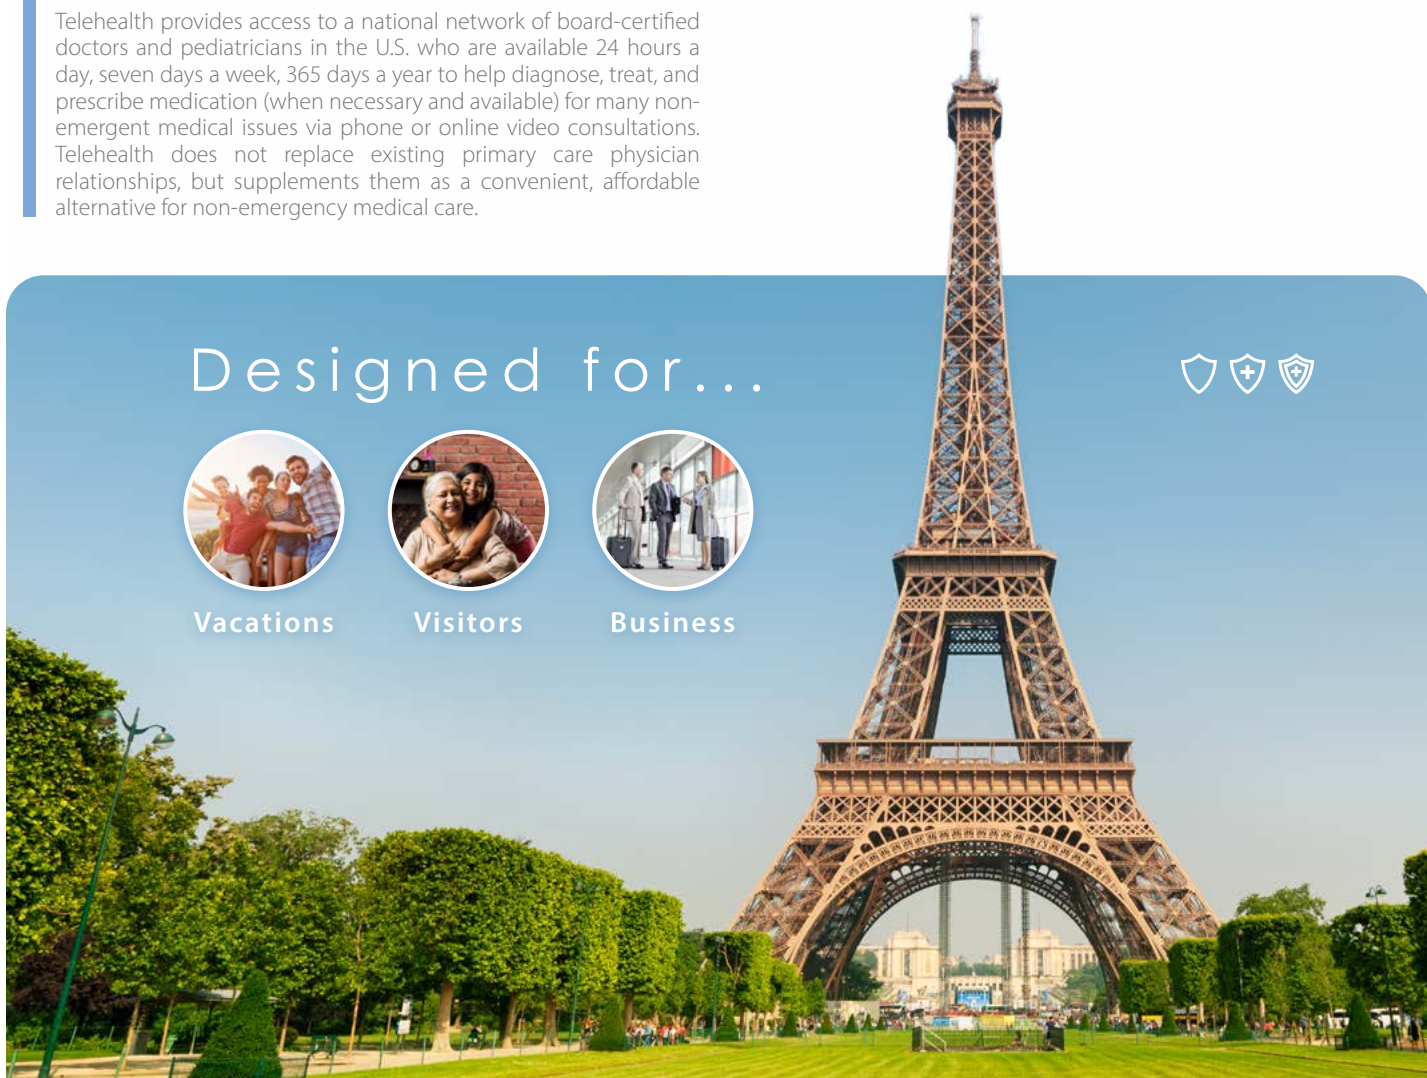 Telehealth provides access to a national network of board-certified
doctors and pediatricians in the U.S. who are available 24 hours a
day, seven days a week, 365 days a year to help diagnose, treat, and
prescribe medication (when necessary and available) for many non-
emergent medical issues via phone or online video consultations.
Telehealth does not replace existing primary care physician
relationships, but supplements them as a convenient, affordable
alternative for non-emergency medical care.
Designed for...
Vacations Visitors Business